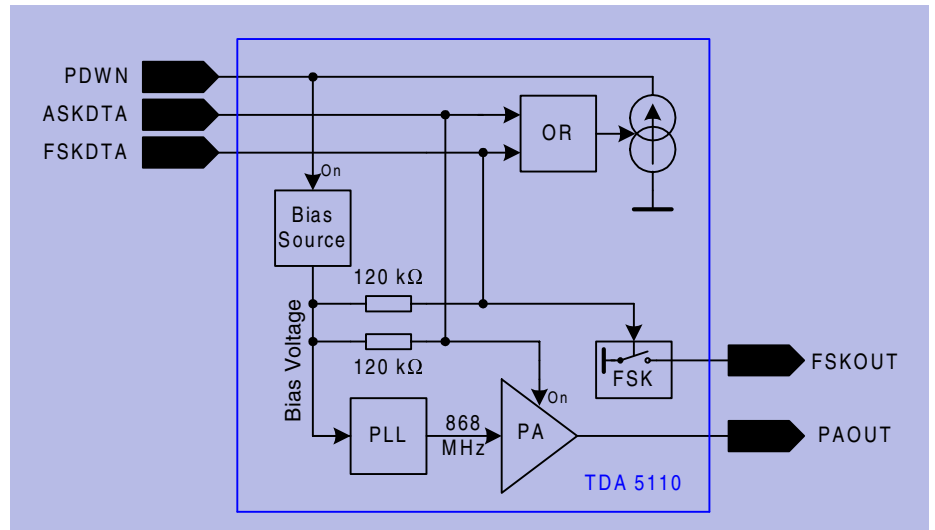 PDWN
ASKDTA
FSKDTA
OR
On
Bias
Source
120 kΩ
Bias Voltage
120 kΩ
FSK
FSKOUT
On
PLL
868
MHz
PA
PAOUT
TDA 5110